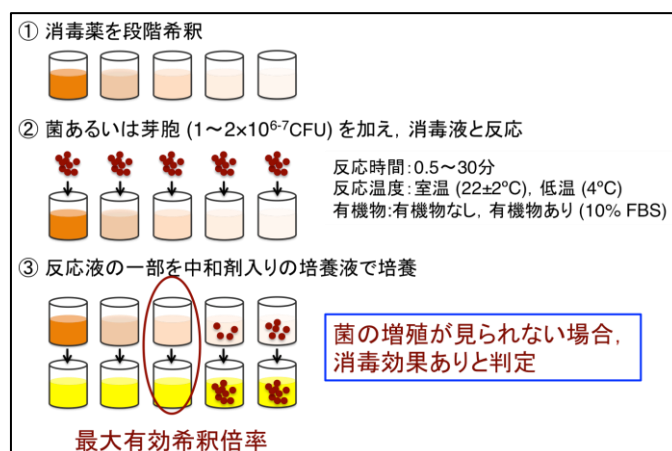 ① 消毒薬を段階希釈
② 菌あるいは芽胞 (1〜2×10⁶⁻⁷CFU) を加え，消毒液と反応
反応時間：0.5〜30分
反応温度：室温 (22±2ºC)，低温 (4ºC)
有機物：有機物なし，有機物あり (10% FBS)
③ 反応液の一部を中和剤入りの培養液で培養
菌の増殖が見られない場合，
消毒効果ありと判定
最大有効希釈倍率